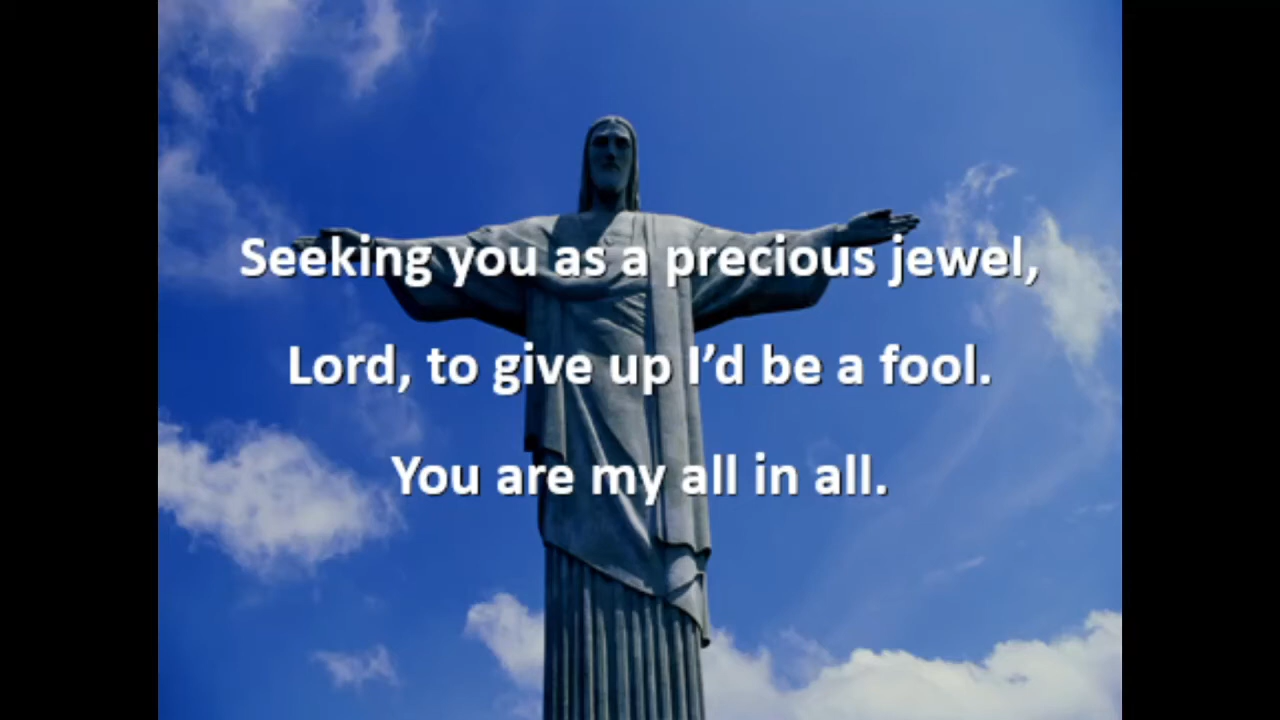 Seeking you as a precious jewel,
Lord, to give up I’d be a fool.
You are my all in all.